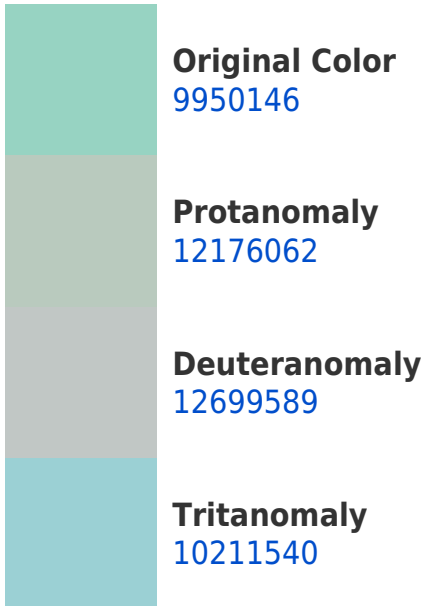 Original Color
9950146
Protanomaly
12176062
Deuteranomaly
12699589
Tritanomaly
10211540